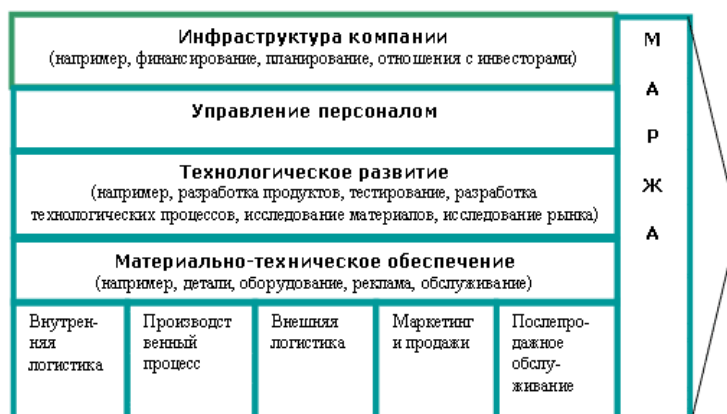 Инфраструктура компании
(например, финансирование, планирование, отношения с инвесторами)
Управление персоналом
Технологическое развитие
(например, разработка продуктов, тестирование, разработка
технологических процессов, исследование материалов, исследование рынка)
Материально-техническое обеспечение
(например, детали, оборудование, реклама, обслуживание)
Внутрен-
няя
логистика
Производст
венный
процесс
Внешняя
логистика
Маркетинг
и продажи
Послепро-
дажное
обслу-
живание
М
А
Р
Ж
А